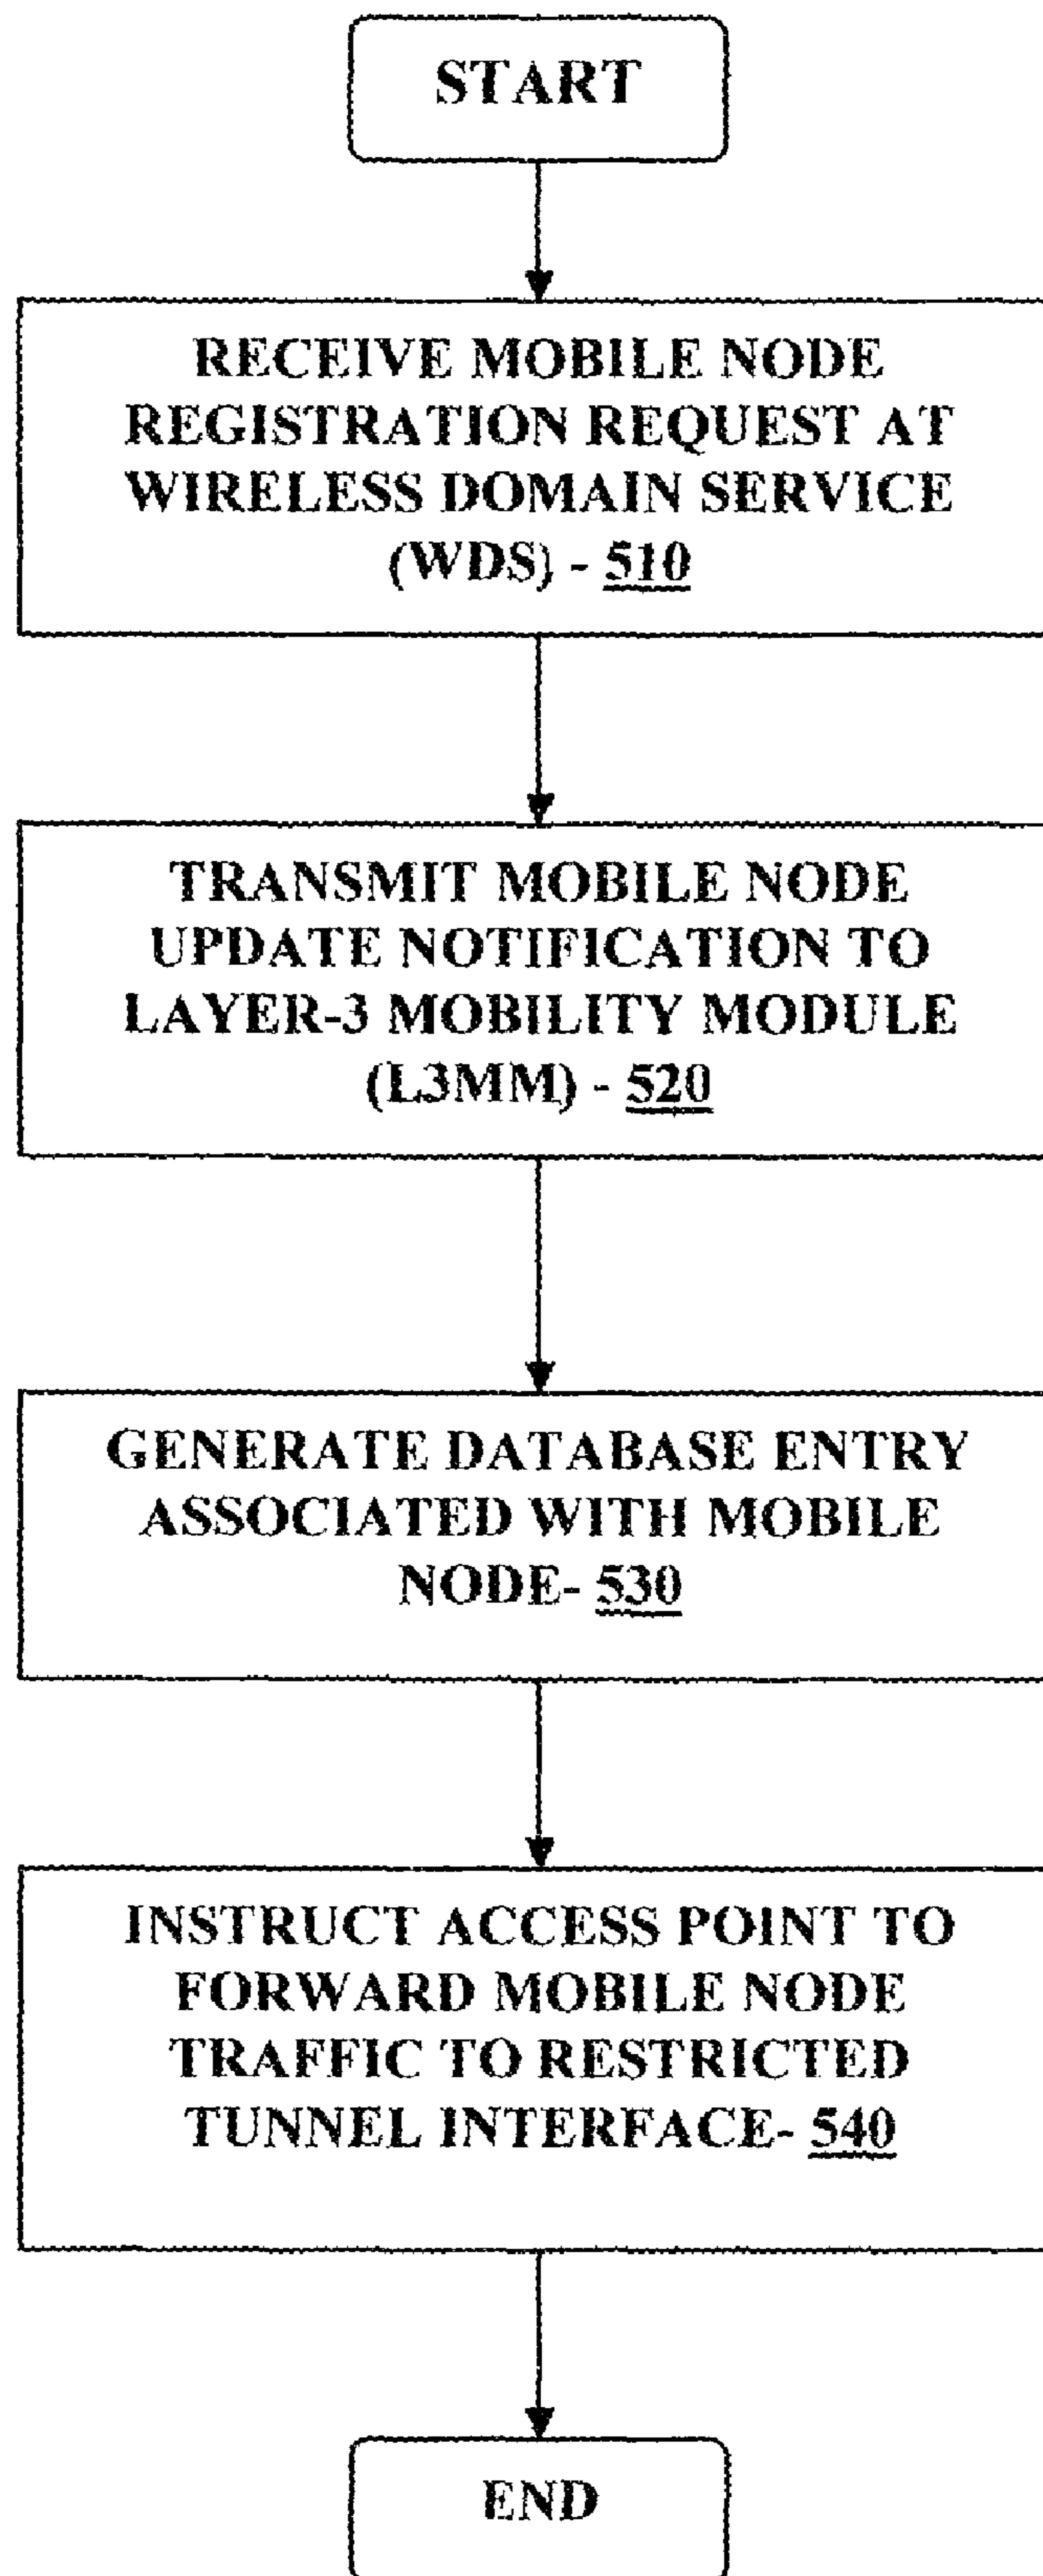 START
RECEIVE MOBILE NODE
REGISTRATION REQUEST AT
WIRELESS DOMAIN SERVICE
(WDS) - 510
TRANSMIT MOBILE NODE
UPDATE NOTIFICATION TO
LAYER-3 MOBILITY MODULE
(L3MM) - 520
GENERATE DATABASE ENTRY
ASSOCIATED WITH MOBILE
NODE- 530
INSTRUCT ACCESS POINT TO
FORWARD MOBILE NODE
TRAFFIC TO RESTRICTED
TUNNEL INTERFACE- 540
END